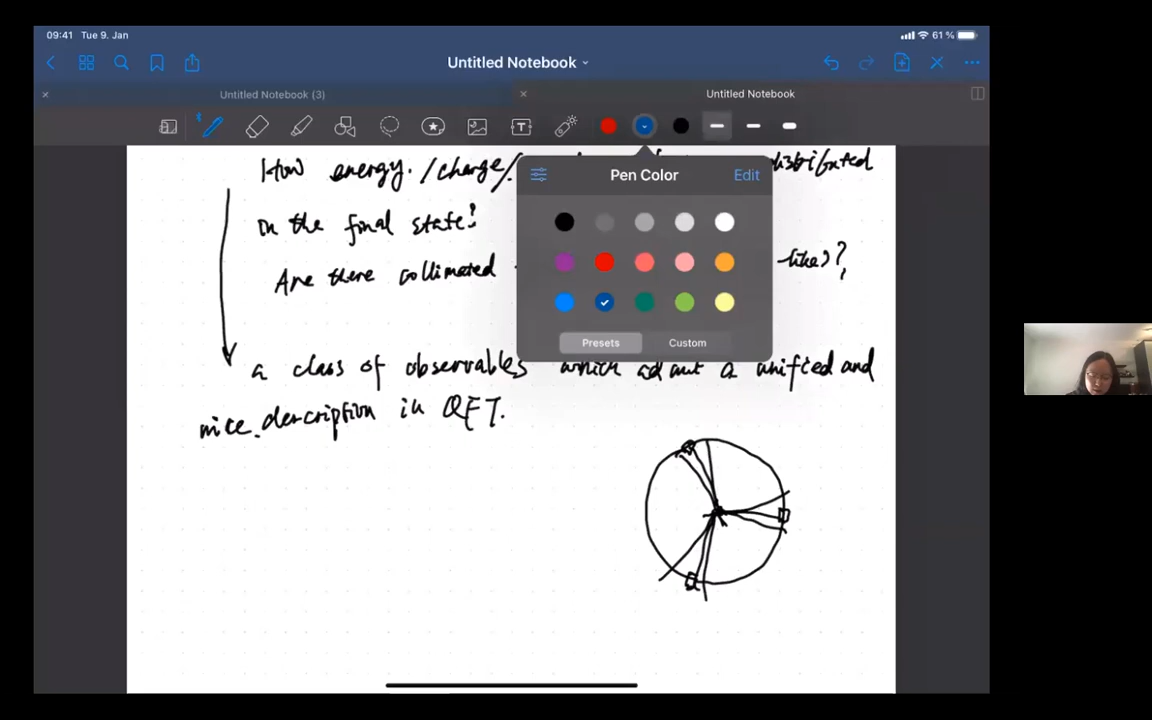 09:41 Tue 9. Jan
61 %
Untitled Notebook
Untitled Notebook (3)
Untitled Notebook
How energy. /charge/. distributed
in the final state?
Are there collimated -like)?
Pen Color
Edit
Presets
Custom
a class of observables which admit a unified and
nice. description in QFT.